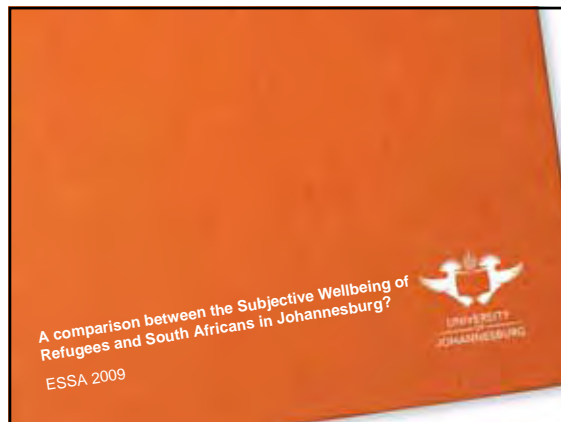 A comparison between the Subjective Wellbeing of
Refugees and South Africans in Johannesburg?
ESSA 2009
UNIVERSITY
OF
JOHANNESBURG